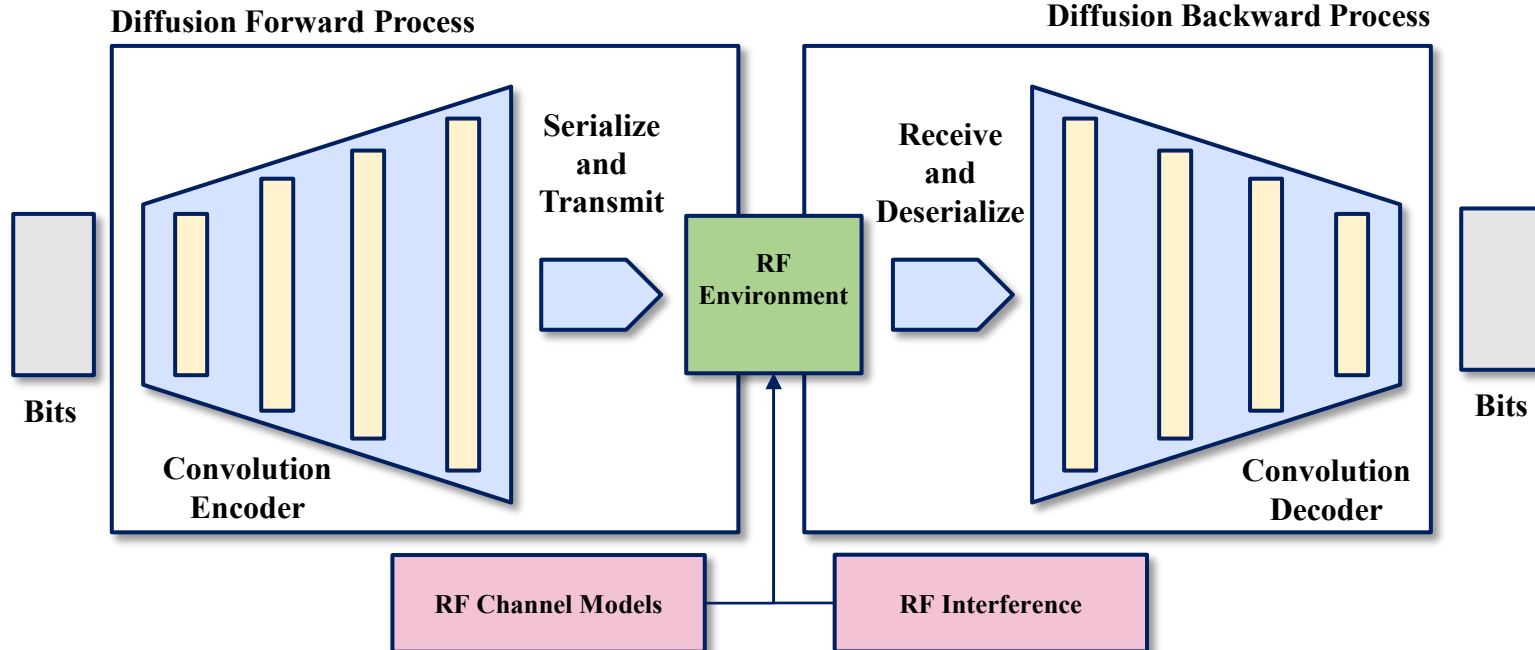 Diffusion Forward Process
Diffusion Backward Process
Serialize
and
Transmit
Receive
and
Deserialize
RF
Environment
Bits
Bits
Convolution
Encoder
Convolution
Decoder
RF Channel Models
RF Interference